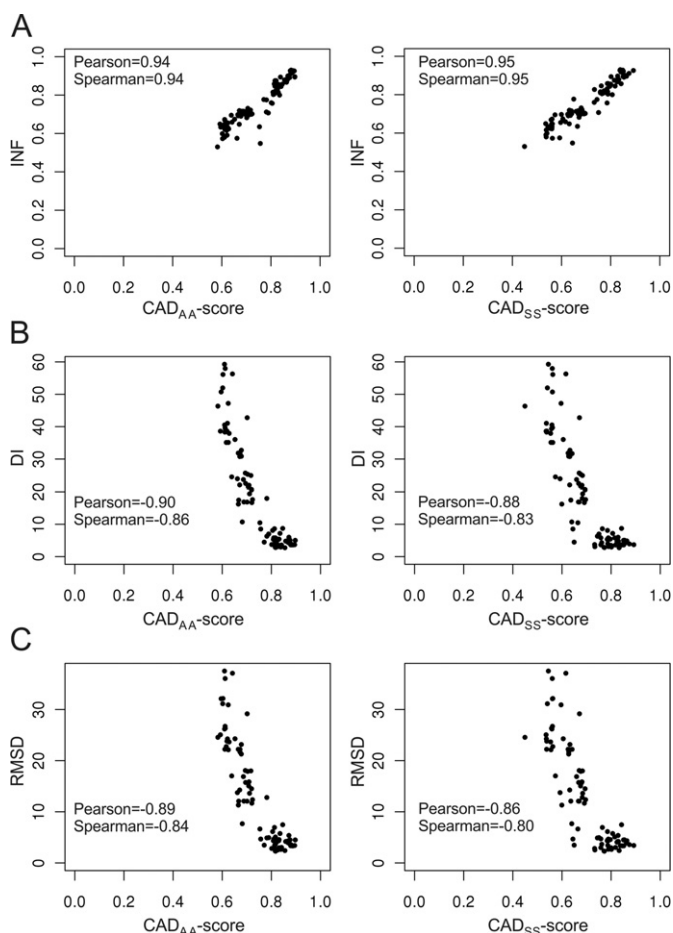 A
Pearson=0.94
Spearman=0.94
INF
0.0 0.2 0.4 0.6 0.8 1.0
0.0 0.2 0.4 0.6 0.8 1.0
CAD_AA-score
Pearson=0.95
Spearman=0.95
INF
0.0 0.2 0.4 0.6 0.8 1.0
0.0 0.2 0.4 0.6 0.8 1.0
CAD_SS-score
B
DI
0 10 20 30 40 50 60
Pearson=-0.90
Spearman=-0.86
0.0 0.2 0.4 0.6 0.8 1.0
CAD_AA-score
DI
0 10 20 30 40 50 60
Pearson=-0.88
Spearman=-0.83
0.0 0.2 0.4 0.6 0.8 1.0
CAD_SS-score
C
RMSD
0 10 20 30
Pearson=-0.89
Spearman=-0.84
0.0 0.2 0.4 0.6 0.8 1.0
CAD_AA-score
RMSD
0 10 20 30
Pearson=-0.86
Spearman=-0.80
0.0 0.2 0.4 0.6 0.8 1.0
CAD_SS-score